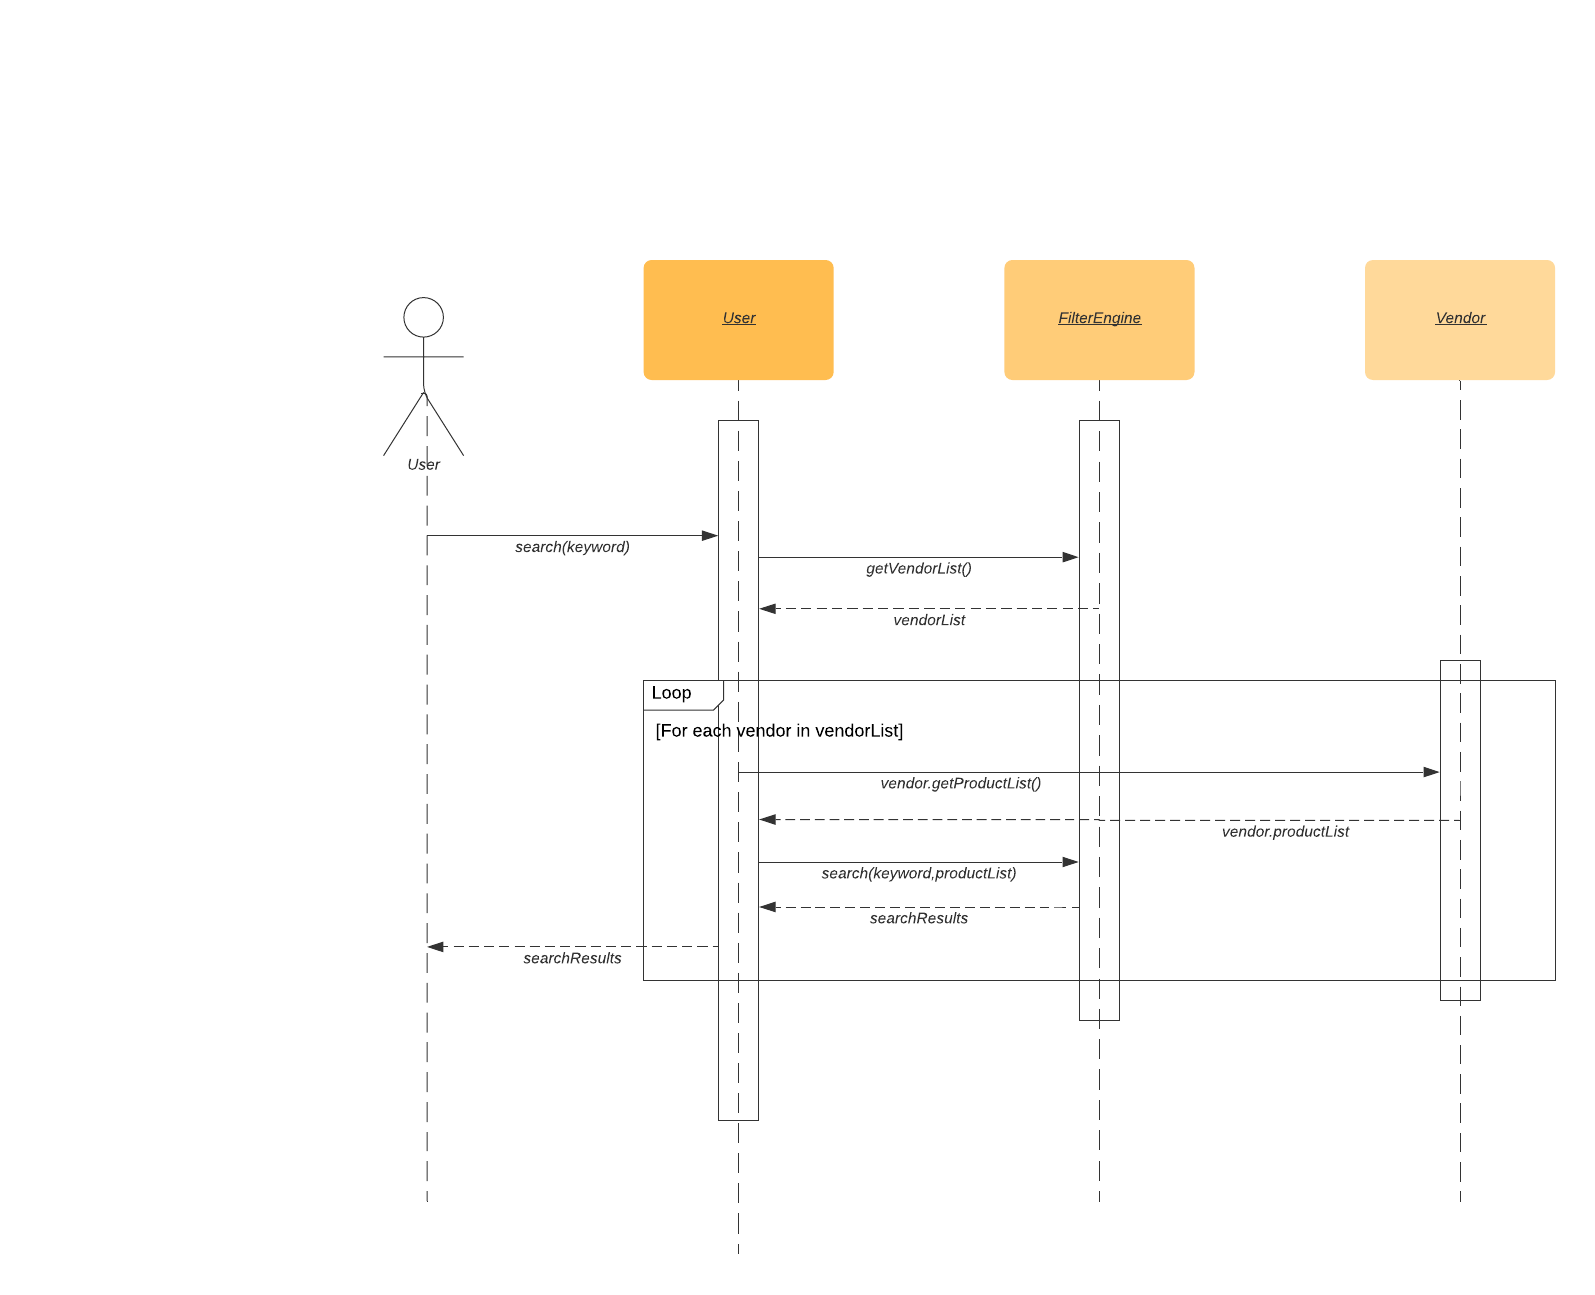 User
FilterEngine
Vendor
User
search(keyword)
getVendorList()
vendorList
Loop
[For each vendor in vendorList]
vendor.getProductList()
vendor.productList
search(keyword,productList)
searchResults
searchResults